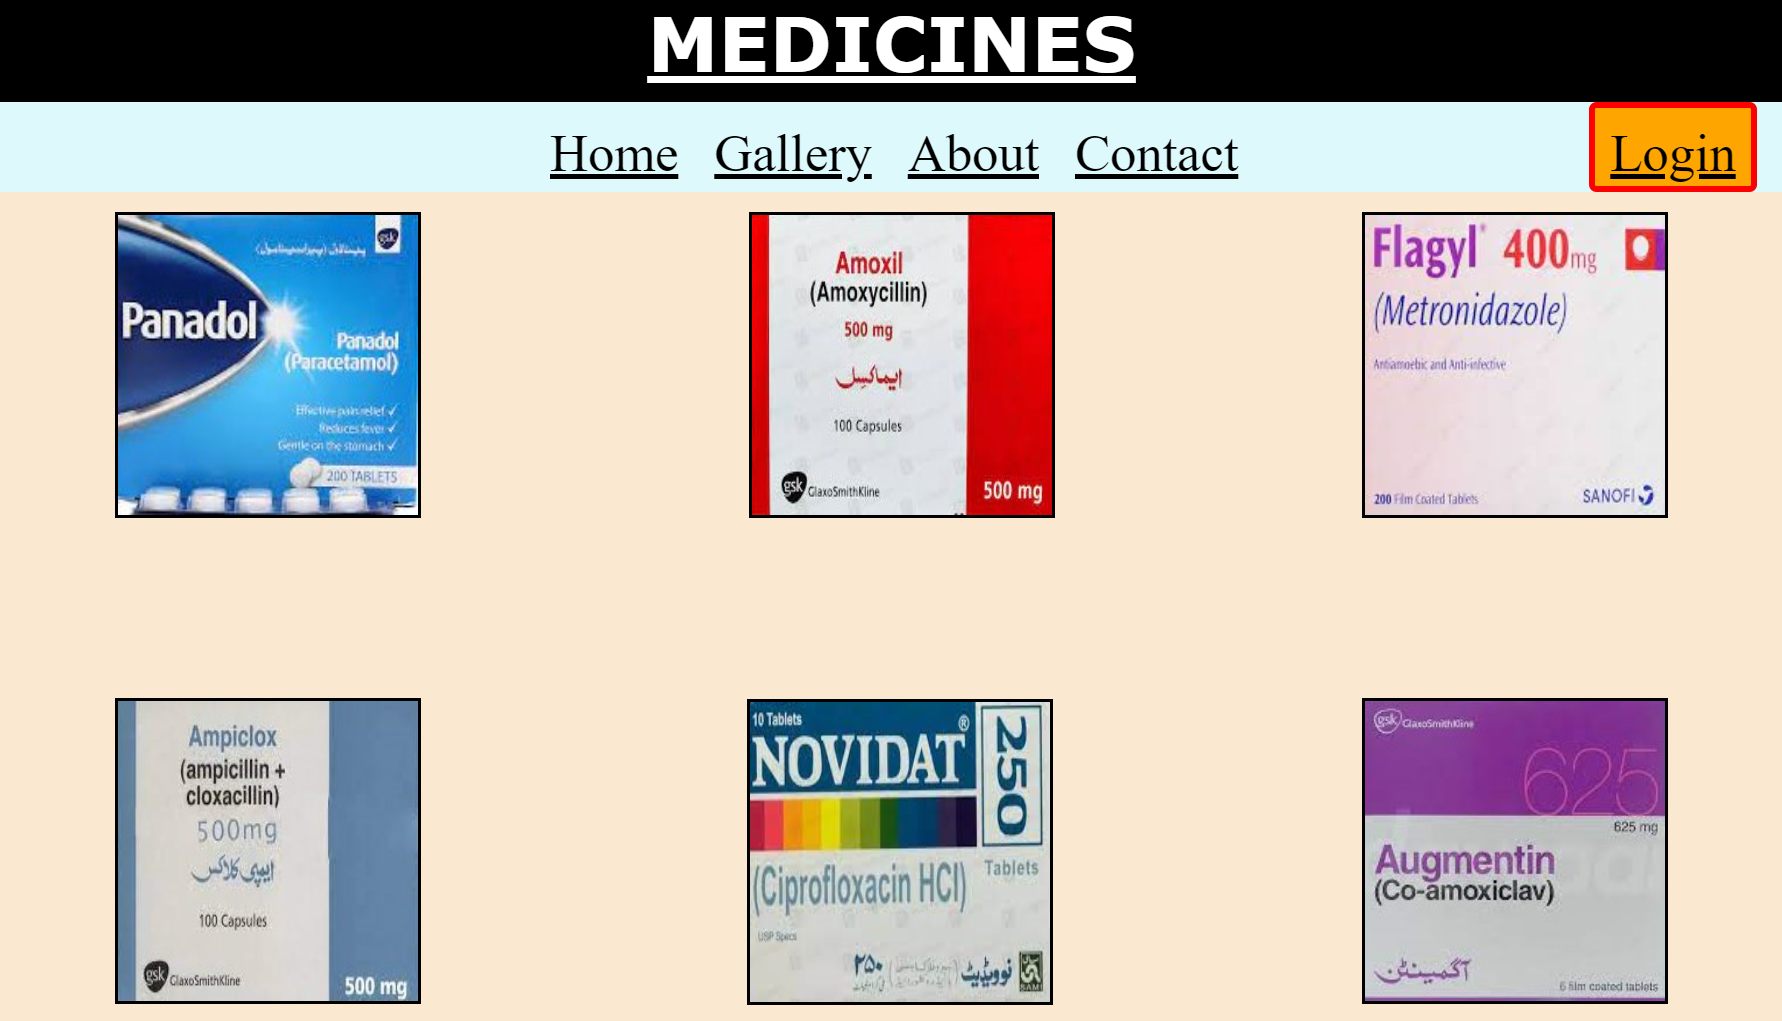 MEDICINES
Home Gallery About Contact Login
gsk
Panadol
Panadol
(Paracetamol)
Effective pain relief ✓
Reduces fever ✓
Gentle on the stomach ✓
200 TABLETS
Amoxil
(Amoxycillin)
500 mg
ایماکسِل
100 Capsules
gsk GlaxoSmithKline
500 mg
Flagyl® 400mg
(Metronidazole)
Antiamoebic and Anti-infective
200 Film Coated Tablets
SANOFI
Ampiclox
(ampicillin +
cloxacillin)
500mg
ایمپی کلاکس
100 Capsules
gsk GlaxoSmithKline
500 mg
10 Tablets
NOVIDAT®
250
Tablets
(Ciprofloxacin HCl)
USP Specs
نوویڈیٹ
۲۵۰
SAMI
gsk GlaxoSmithKline
625
625 mg
Augmentin
(Co-amoxiclav)
آگمینٹن
6 film coated tablets